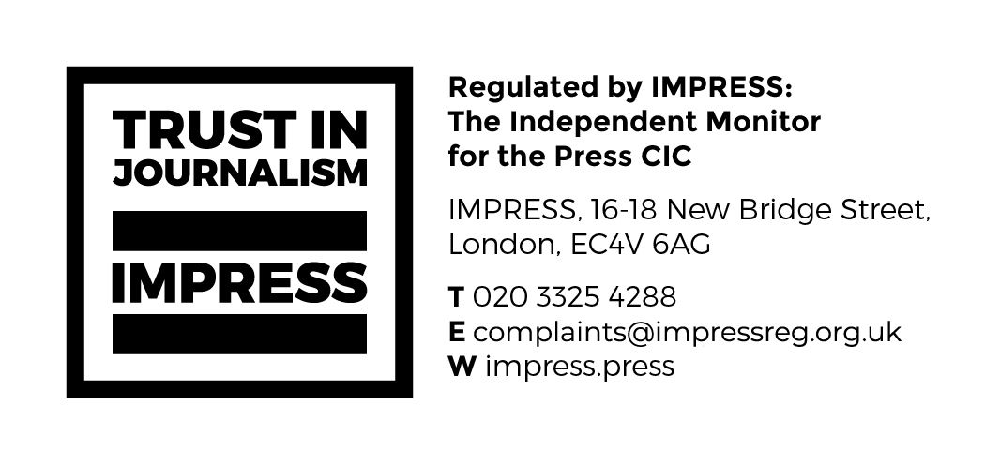 TRUST IN
JOURNALISM
IMPRESS
Regulated by IMPRESS:
The Independent Monitor
for the Press CIC
IMPRESS, 16-18 New Bridge Street,
London, EC4V 6AG
T 020 3325 4288
E complaints@impressreg.org.uk
W impress.press